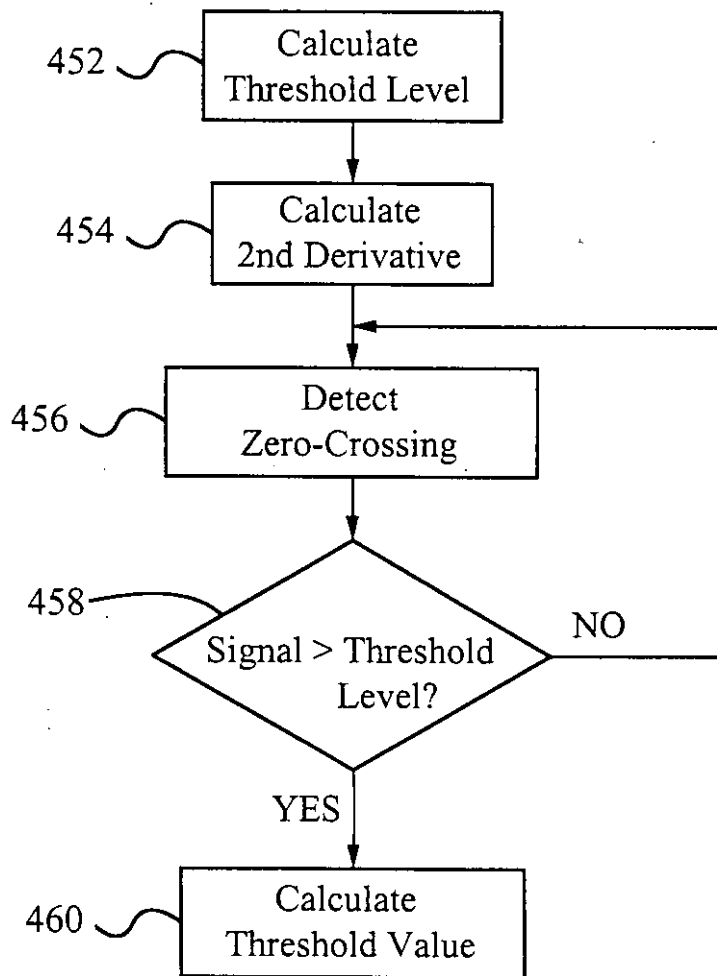 452
Calculate
Threshold Level
454
Calculate
2nd Derivative
456
Detect
Zero-Crossing
458
Signal > Threshold
Level?
NO
YES
460
Calculate
Threshold Value